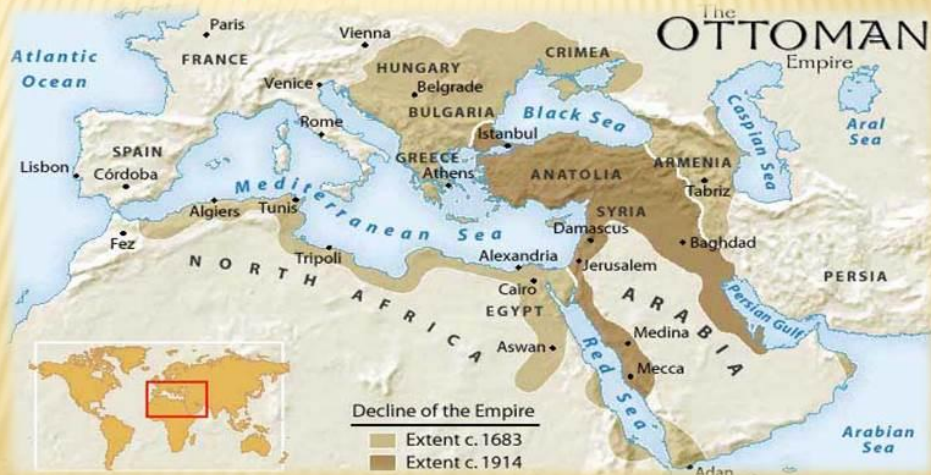 The
OTTOMAN
Empire
Paris
Vienna
Atlantic
Ocean
FRANCE
HUNGARY
CRIMEA
Venice
Belgrade
BULGARIA
Black Sea
Caspian Sea
Aral
Sea
Rome
Istanbul
SPAIN
Lisbon
Córdoba
GREECE
Athens
ANATOLIA
ARMENIA
Tabriz
Mediterranean Sea
Algiers
Tunis
SYRIA
Damascus
Baghdad
Fez
Tripoli
Alexandria
Jerusalem
Cairo
PERSIA
NORTH AFRICA
EGYPT
ARABIA
Persian Gulf
Aswan
Red Sea
Medina
Mecca
Decline of the Empire
Extent c. 1683
Extent c. 1914
Arabian
Sea
Adan